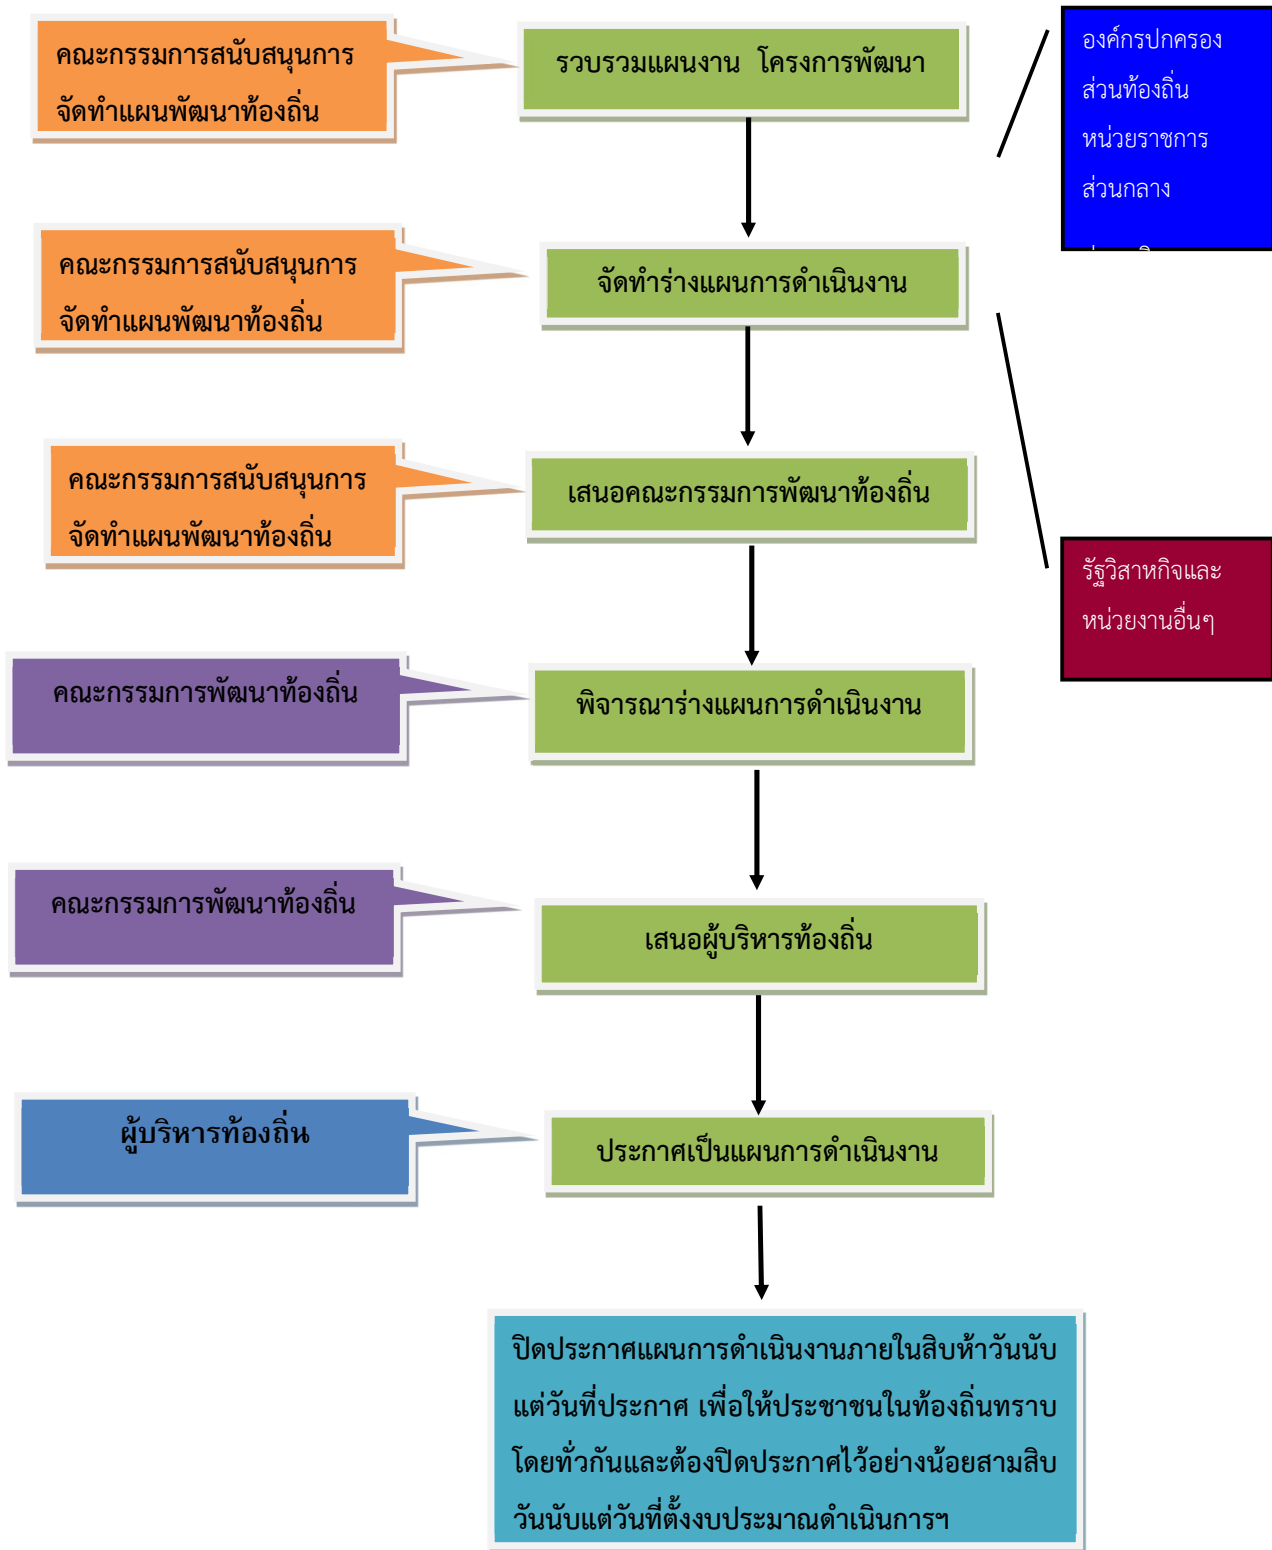 คณะกรรมการสนับสนุนการ
จัดทำแผนพัฒนาท้องถิ่น
รวบรวมแผนงาน โครงการพัฒนา
องค์กรปกครอง
ส่วนท้องถิ่น
หน่วยราชการ
ส่วนกลาง
คณะกรรมการสนับสนุนการ
จัดทำแผนพัฒนาท้องถิ่น
จัดทำร่างแผนการดำเนินงาน
คณะกรรมการสนับสนุนการ
จัดทำแผนพัฒนาท้องถิ่น
เสนอคณะกรรมการพัฒนาท้องถิ่น
รัฐวิสาหกิจและ
หน่วยงานอื่นๆ
คณะกรรมการพัฒนาท้องถิ่น
พิจารณาร่างแผนการดำเนินงาน
คณะกรรมการพัฒนาท้องถิ่น
เสนอผู้บริหารท้องถิ่น
ผู้บริหารท้องถิ่น
ประกาศเป็นแผนการดำเนินงาน
ปิดประกาศแผนการดำเนินงานภายในสิบห้าวันนับ
แต่วันที่ประกาศ เพื่อให้ประชาชนในท้องถิ่นทราบ
โดยทั่วกันและต้องปิดประกาศไว้อย่างน้อยสามสิบ
วันนับแต่วันที่ตั้งงบประมาณดำเนินการฯ